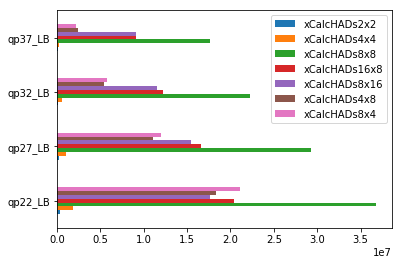 qp37_LB
qp32_LB
qp27_LB
qp22_LB
xCalcHADs2x2
xCalcHADs4x4
xCalcHADs8x8
xCalcHADs16x8
xCalcHADs8x16
xCalcHADs4x8
xCalcHADs8x4
0.0 0.5 1.0 1.5 2.0 2.5 3.0 3.5
1e7